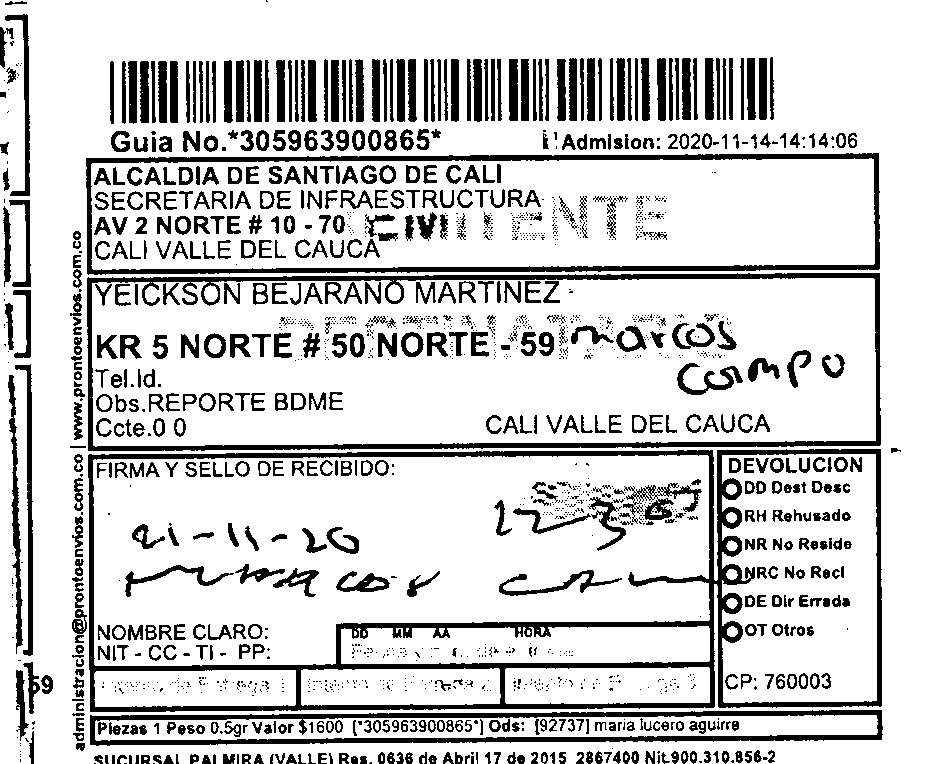 Guia No.*305963900865*
Admision: 2020-11-14-14:14:06
ALCALDIA DE SANTIAGO DE CALI
SECRETARIA DE INFRAESTRUCTURA
AV 2 NORTE # 10 - 70
CALI VALLE DEL CAUCA
YEICKSON BEJARANO MARTINEZ
DESTINATARIO
KR 5 NORTE # 50 NORTE - 59 marcos
campo
Tel.Id.
Obs.REPORTE BDME
Ccte.0 0
CALI VALLE DEL CAUCA
www.prontoenvios.com.co
administracion@prontoenvios.com.co
FIRMA Y SELLO DE RECIBIDO:
21-11-20
NOMBRE CLARO:
NIT - CC - TI - PP:
DD MM AA HORA
DEVOLUCION
DD Dest Desc
RH Rehusado
NR No Reside
NRC No Recl
DE Dir Errada
OT Otros
CP: 760003
59
Piezas 1 Peso 0.5gr Valor $1600 [*305963900865*] Ods: [92737] maria lucero aguirre
SUCURSAL PALMIRA (VALLE) Res. 0636 de Abril 17 de 2015 2867400 Nit.900.310.856-2